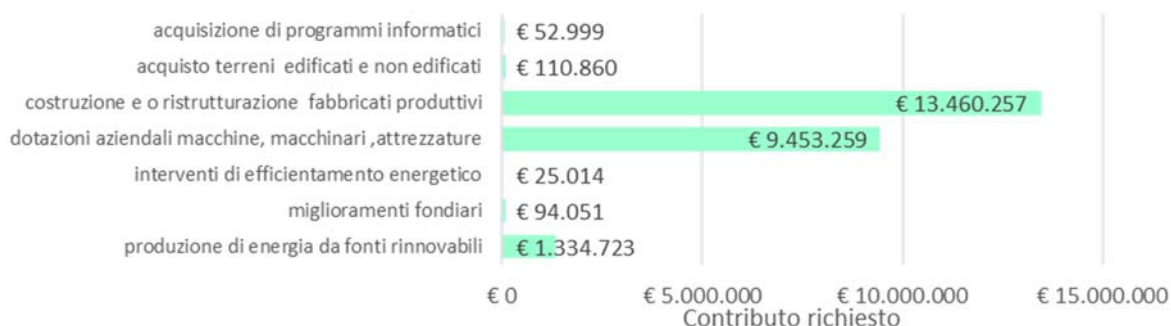 acquisizione di programmi informatici € 52.999
acquisto terreni edificati e non edificati € 110.860
costruzione e o ristrutturazione fabbricati produttivi € 13.460.257
dotazioni aziendali macchine, macchinari ,attrezzature € 9.453.259
interventi di efficientamento energetico € 25.014
miglioramenti fondiari € 94.051
produzione di energia da fonti rinnovabili € 1.334.723
€ 0 € 5.000.000 € 10.000.000 € 15.000.000
Contributo richiesto